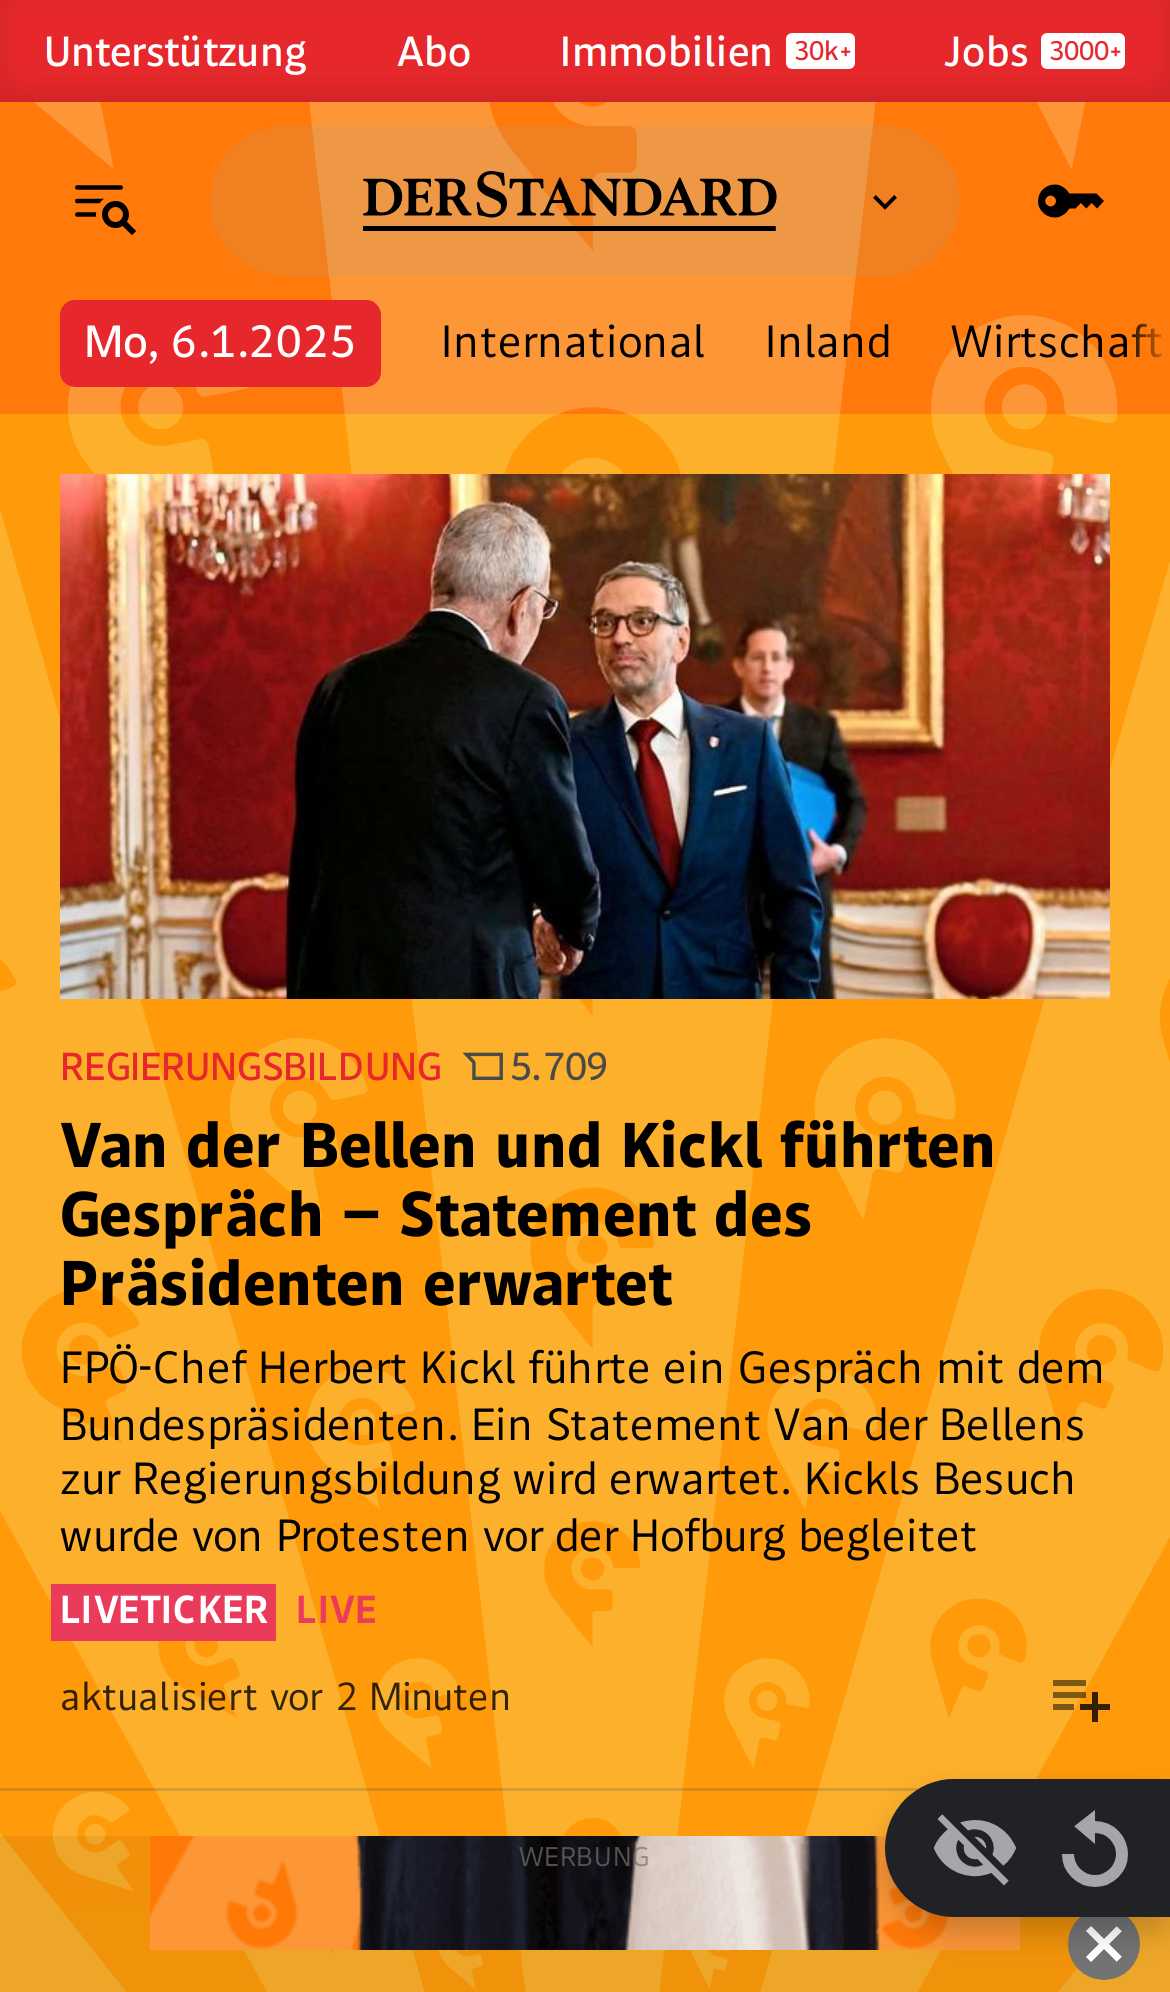 Unterstützung Abo Immobilien 30k+ Jobs 3000+
DERSTANDARD
Mo, 6.1.2025 International Inland Wirtschaft
REGIERUNGSBILDUNG 5.709
Van der Bellen und Kickl führten
Gespräch – Statement des
Präsidenten erwartet
FPÖ-Chef Herbert Kickl führte ein Gespräch mit dem
Bundespräsidenten. Ein Statement Van der Bellens
zur Regierungsbildung wird erwartet. Kickls Besuch
wurde von Protesten vor der Hofburg begleitet
LIVETICKER LIVE
aktualisiert vor 2 Minuten
WERBUNG